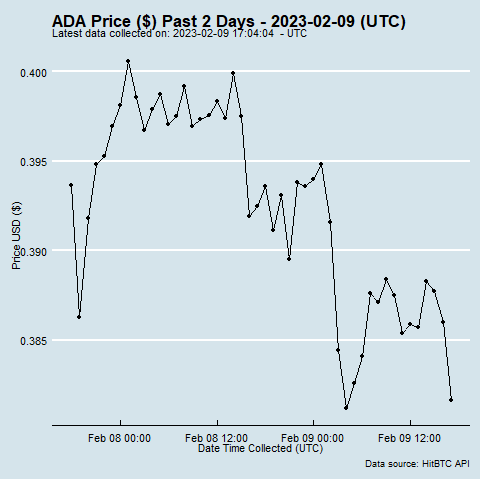 ADA Price ($) Past 2 Days - 2023-02-09 (UTC)
Latest data collected on: 2023-02-09 17:04:04 - UTC
0.400
0.395
0.390
0.385
Price USD ($)
Feb 08 00:00 Feb 08 12:00 Feb 09 00:00 Feb 09 12:00
Date Time Collected (UTC)
Data source: HitBTC API